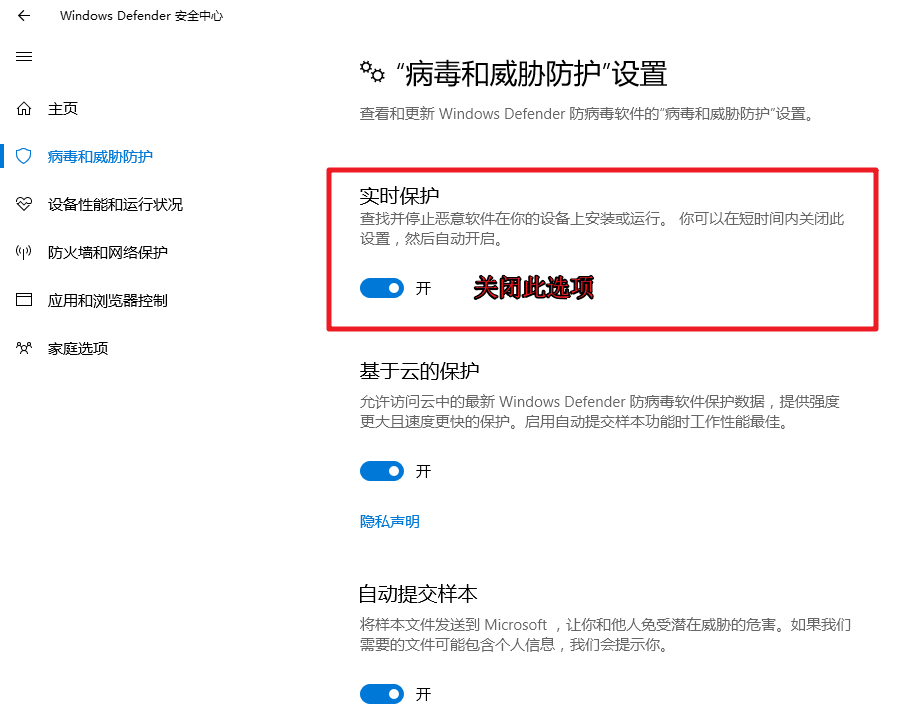 Windows Defender 安全中心
主页
病毒和威胁防护
设备性能和运行状况
防火墙和网络保护
应用和浏览器控制
家庭选项
“病毒和威胁防护”设置
查看和更新 Windows Defender 防病毒软件的“病毒和威胁防护”设置。
实时保护
查找并停止恶意软件在你的设备上安装或运行。 你可以在短时间内关闭此
设置，然后自动开启。
开 关闭此选项
基于云的保护
允许访问云中的最新 Windows Defender 防病毒软件保护数据，提供强度
更大且速度更快的保护。启用自动提交样本功能时工作性能最佳。
开
隐私声明
自动提交样本
将样本文件发送到 Microsoft ，让你和他人免受潜在威胁的危害。如果我们
需要的文件可能包含个人信息，我们会提示你。
开